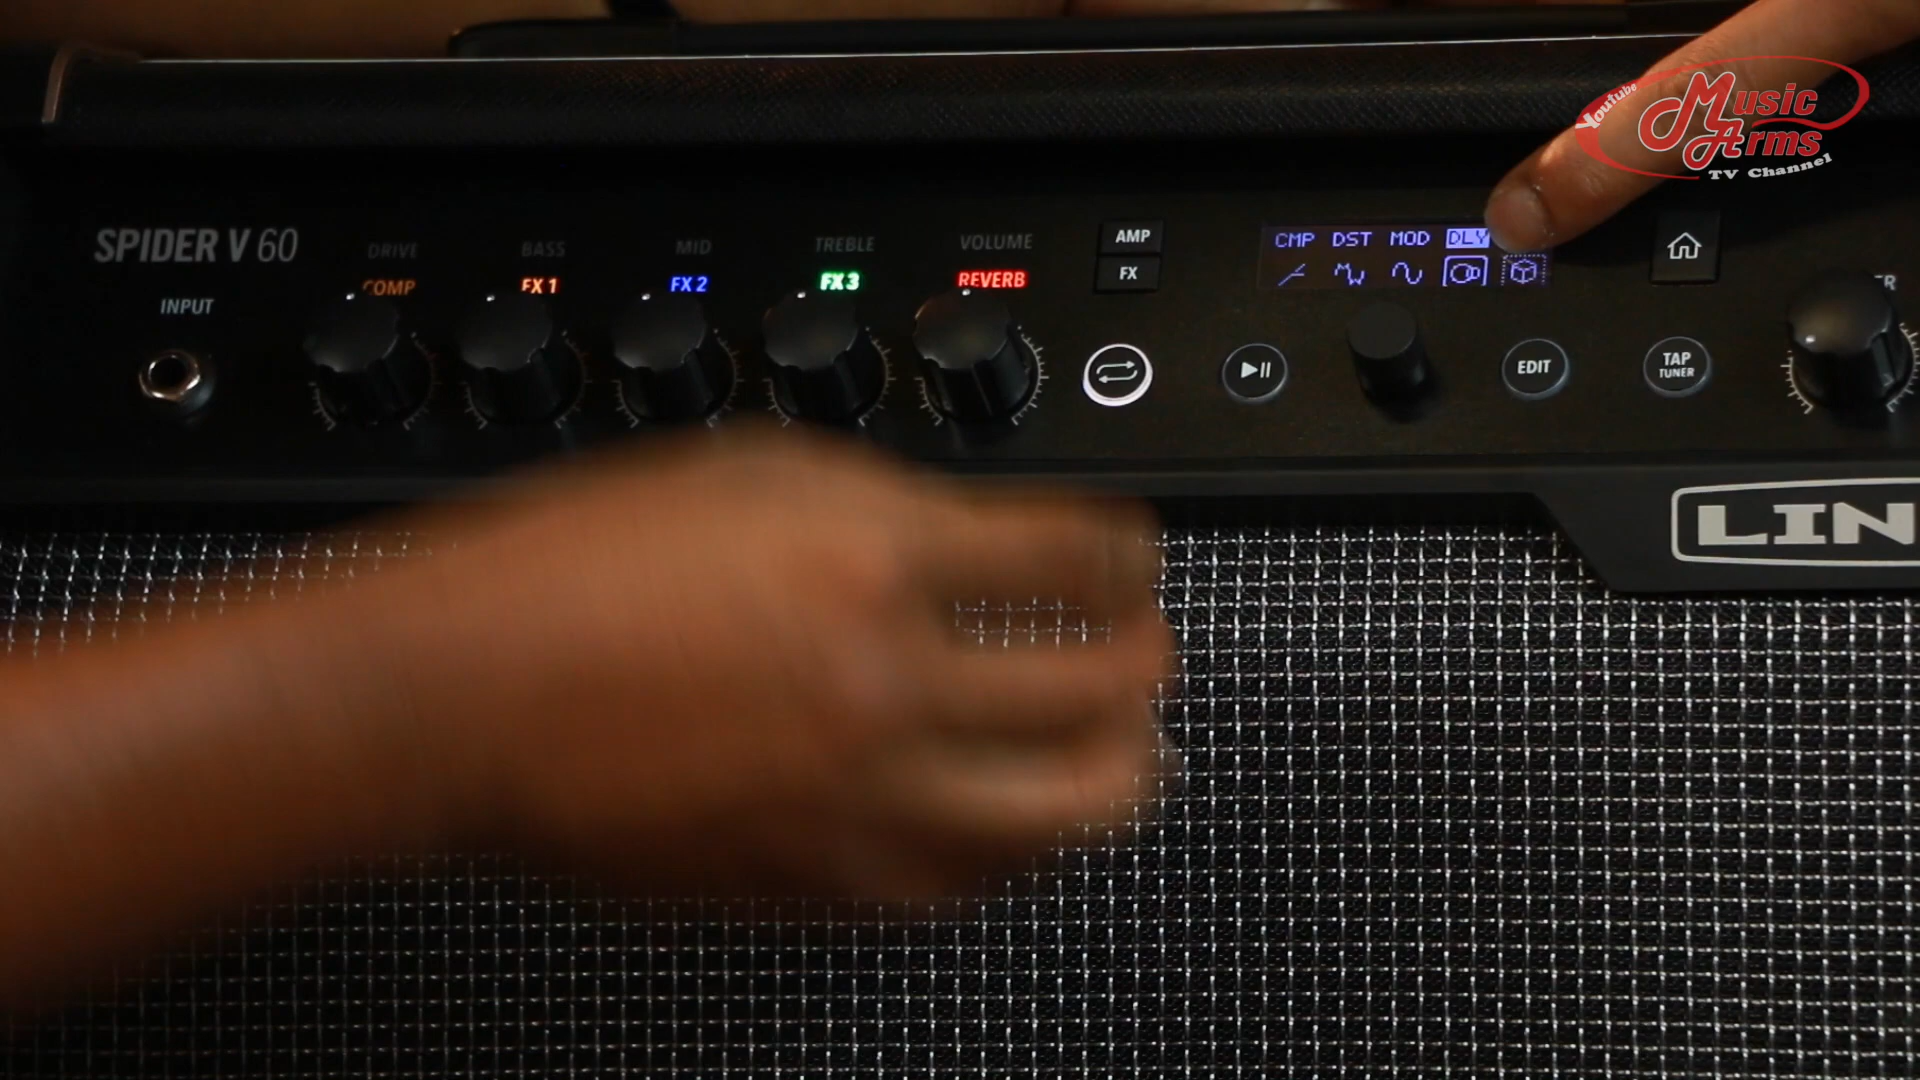 Youtube
Music
Arms
TV Channel
SPIDER V 60
INPUT
DRIVE
COMP
BASS
FX 1
MID
FX 2
TREBLE
FX 3
VOLUME
REVERB
AMP
FX
CMP DST MOD DLY
EDIT
TAP
TUNER
LIN